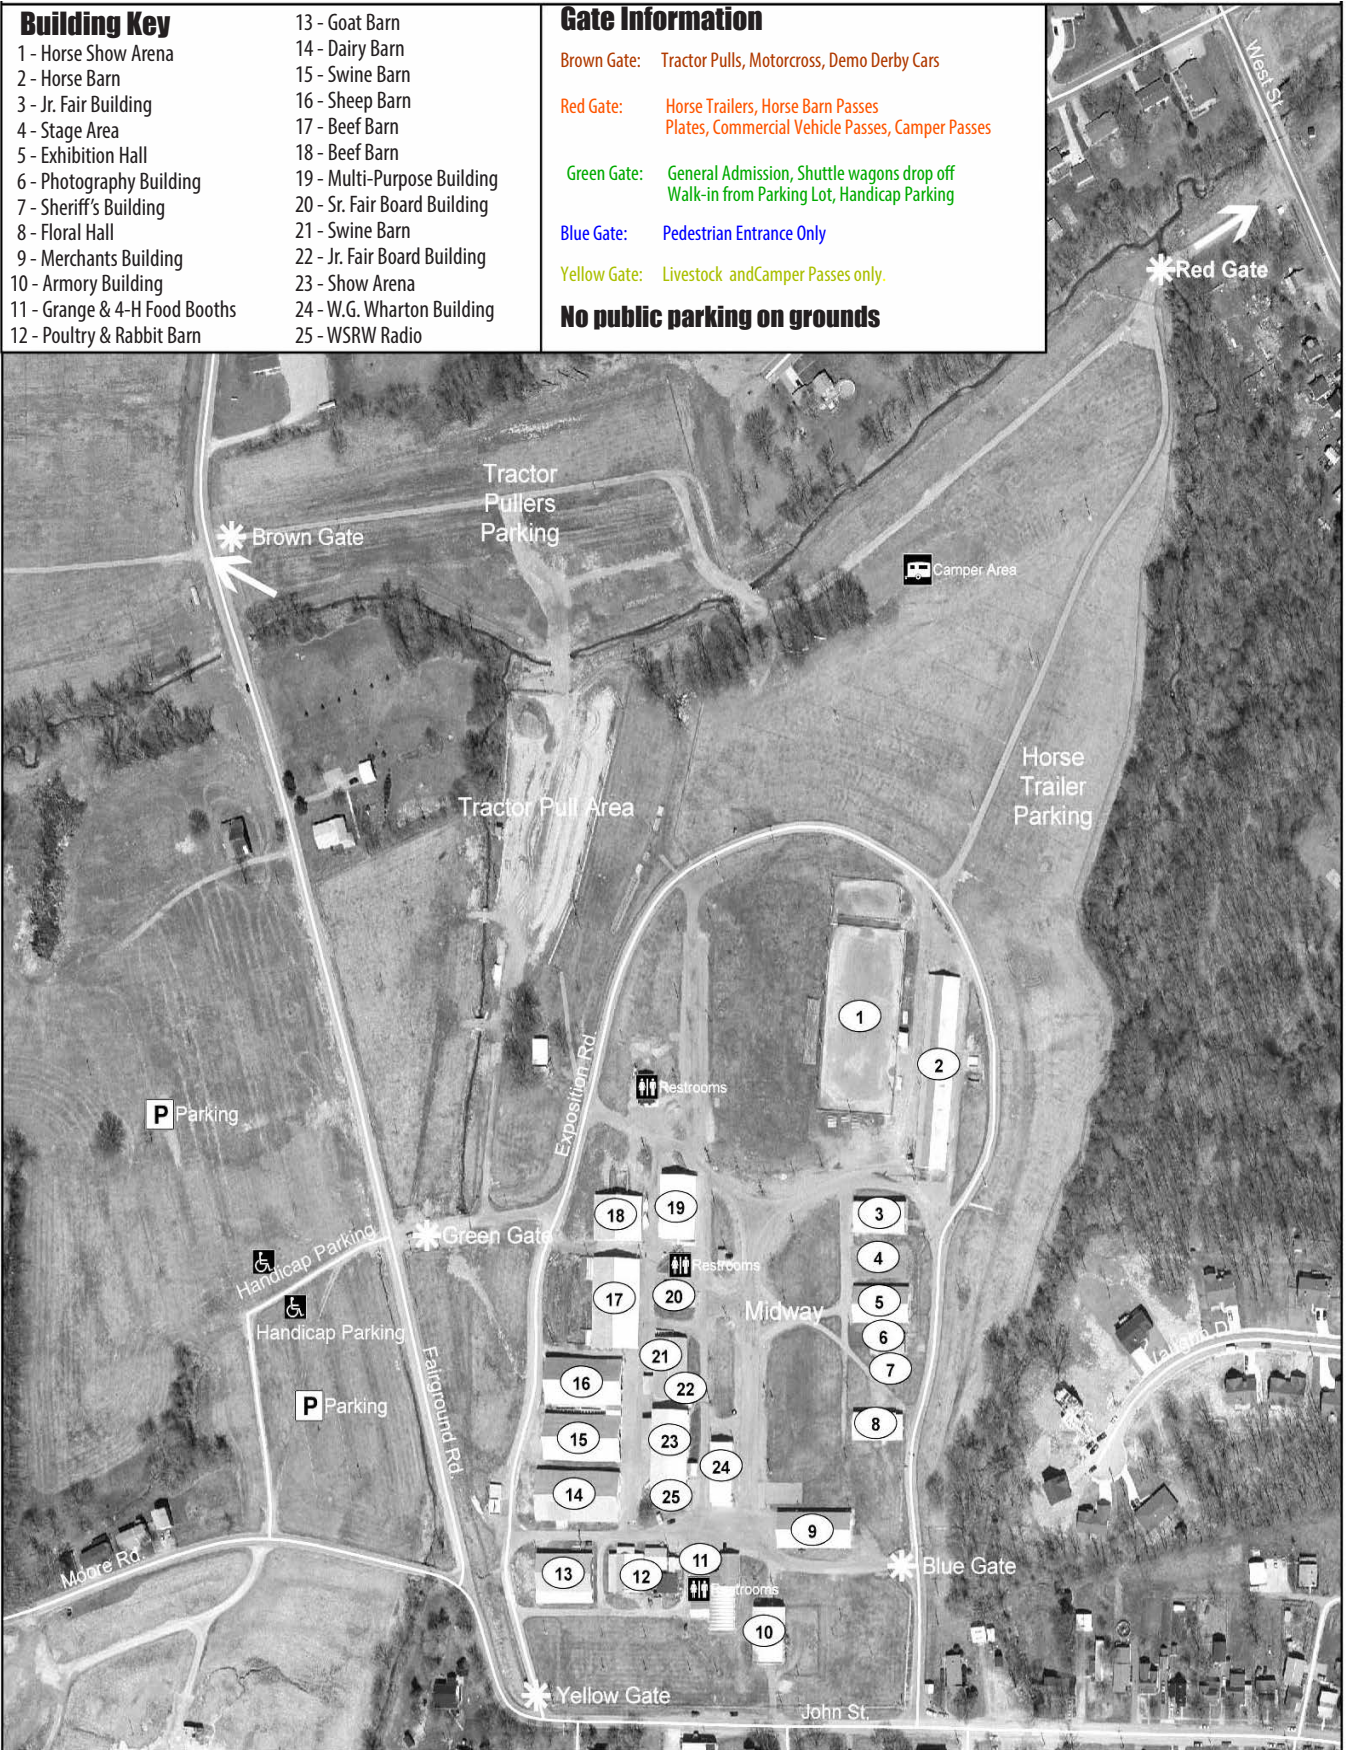 Building Key
1 - Horse Show Arena
2 - Horse Barn
3 - Jr. Fair Building
4 - Stage Area
5 - Exhibition Hall
6 - Photography Building
7 - Sheriff's Building
8 - Floral Hall
9 - Merchants Building
10 - Armory Building
11 - Grange & 4-H Food Booths
12 - Poultry & Rabbit Barn
13 - Goat Barn
14 - Dairy Barn
15 - Swine Barn
16 - Sheep Barn
17 - Beef Barn
18 - Beef Barn
19 - Multi-Purpose Building
20 - Sr. Fair Board Building
21 - Swine Barn
22 - Jr. Fair Board Building
23 - Show Arena
24 - W.G. Wharton Building
25 - WSRW Radio
Gate Information
Brown Gate: Tractor Pulls, Motorcross, Demo Derby Cars
Red Gate: Horse Trailers, Horse Barn Passes
Plates, Commercial Vehicle Passes, Camper Passes
Green Gate: General Admission, Shuttle wagons drop off
Walk-in from Parking Lot, Handicap Parking
Blue Gate: Pedestrian Entrance Only
Yellow Gate: Livestock andCamper Passes only.
No public parking on grounds
West St.
Red Gate
Tractor
Pullers
Parking
Brown Gate
Camper Area
Horse
Trailer
Parking
Tractor Pull Area
1
2
Exposition Rd.
Restrooms
P Parking
18
19
3
Green Gate
4
Handicap Parking
Restrooms
17
20
5
Midway
Handicap Parking
6
Vaughn Dr.
21
7
16
22
P Parking
Fairground Rd.
8
15
23
24
14
25
9
Moore Rd.
11
Blue Gate
13
12
Restrooms
10
Yellow Gate
John St.